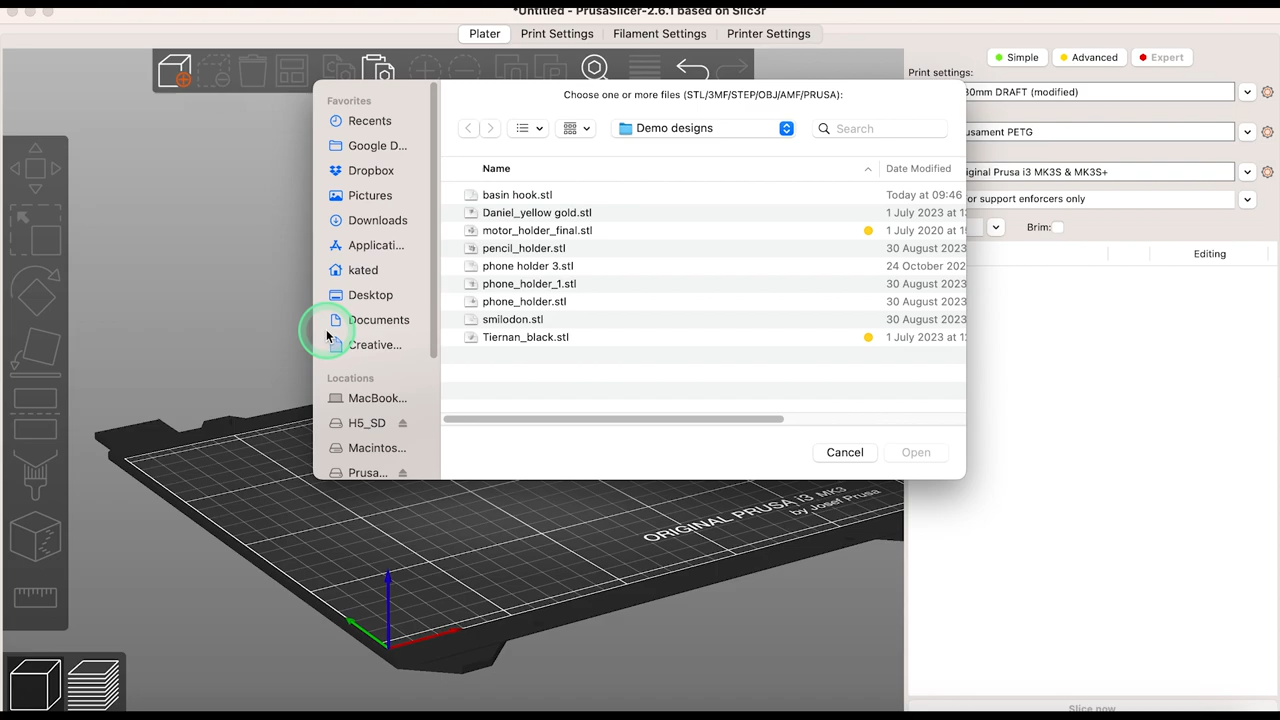 *Untitled - PrusaSlicer-2.6.1 based on Slic3r
Plater
Print Settings
Filament Settings
Printer Settings
Simple
Advanced
Expert
Print settings:
30mm DRAFT (modified)
usament PETG
iginal Prusa i3 MK3S & MK3S+
or support enforcers only
Brim:
Editing
Choose one or more files (STL/3MF/STEP/OBJ/AMF/PRUSA):
Demo designs
Search
Favorites
Recents
Google D...
Dropbox
Pictures
Downloads
Applicati...
kated
Desktop
Documents
Creative...
Locations
MacBook...
H5_SD
Macintos...
Prusa...
Name
Date Modified
basin hook.stl
Today at 09:46
Daniel_yellow gold.stl
1 July 2023 at 1
motor_holder_final.stl
1 July 2020 at 1
pencil_holder.stl
30 August 2023
phone holder 3.stl
24 October 202
phone_holder_1.stl
30 August 2023
phone_holder.stl
30 August 2023
smilodon.stl
30 August 2023
Tiernan_black.stl
1 July 2023 at 1
Cancel
Open
ORIGINAL PRUSA i3 MK3
by Josef Prusa
Slice now